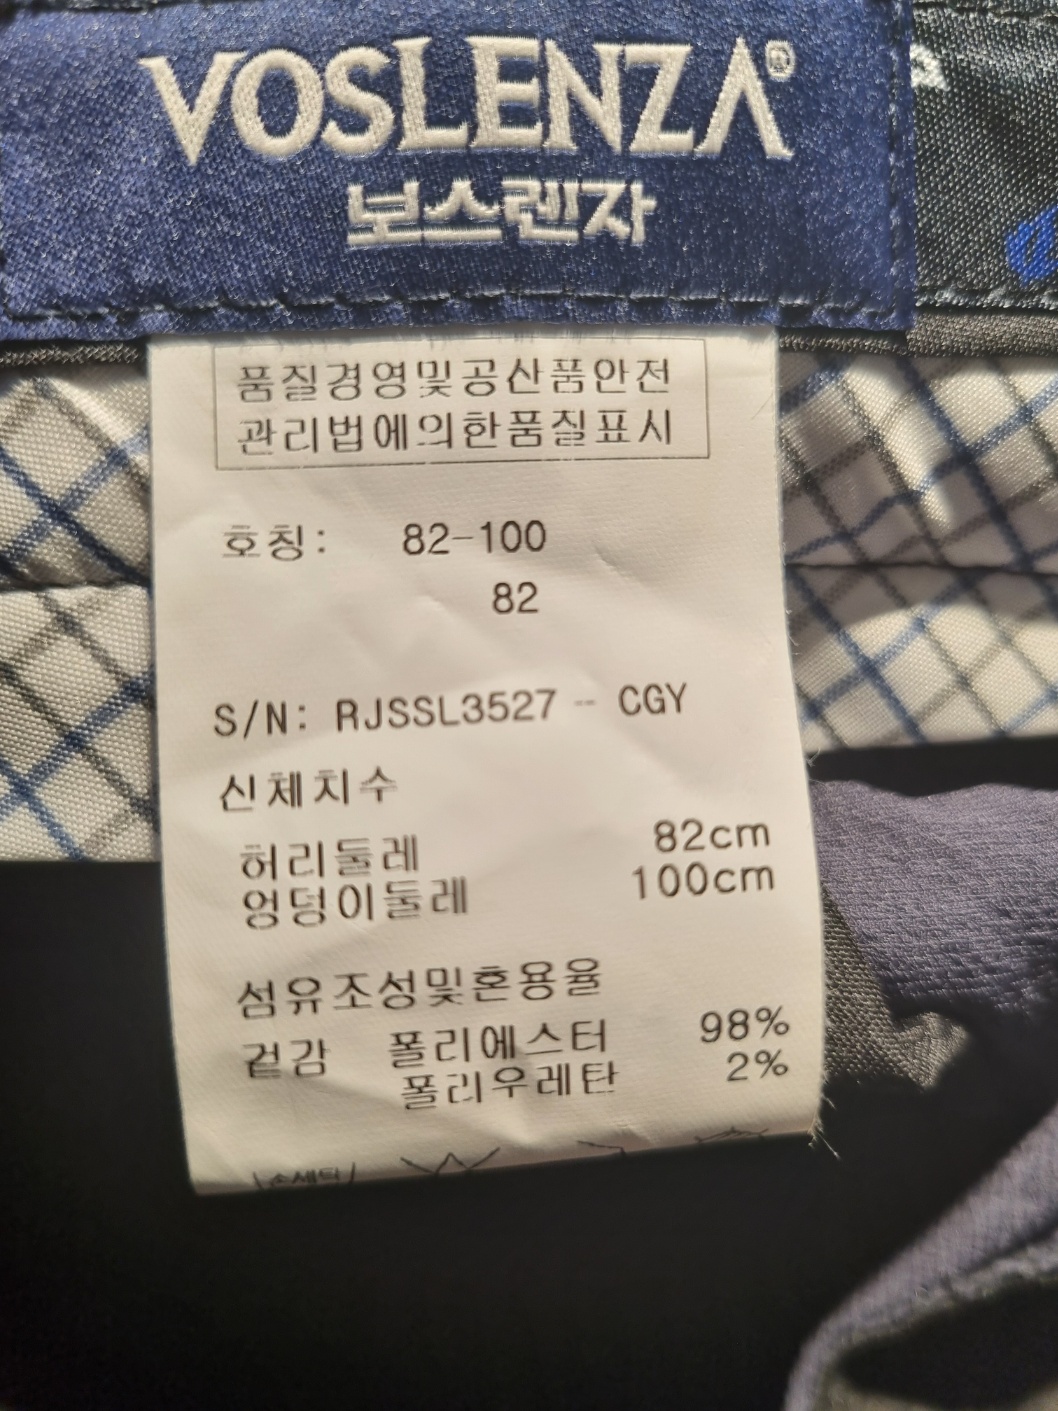 VOSLENZA®
보스렌자
품질경영및공산품안전
관리법에의한품질표시
호칭: 82-100
82
S/N: RJSSL3527 - CGY
신체치수
허리둘레 82cm
엉덩이둘레 100cm
섬유조성및혼용율
겉감 폴리에스터 98%
폴리우레탄 2%
손세탁